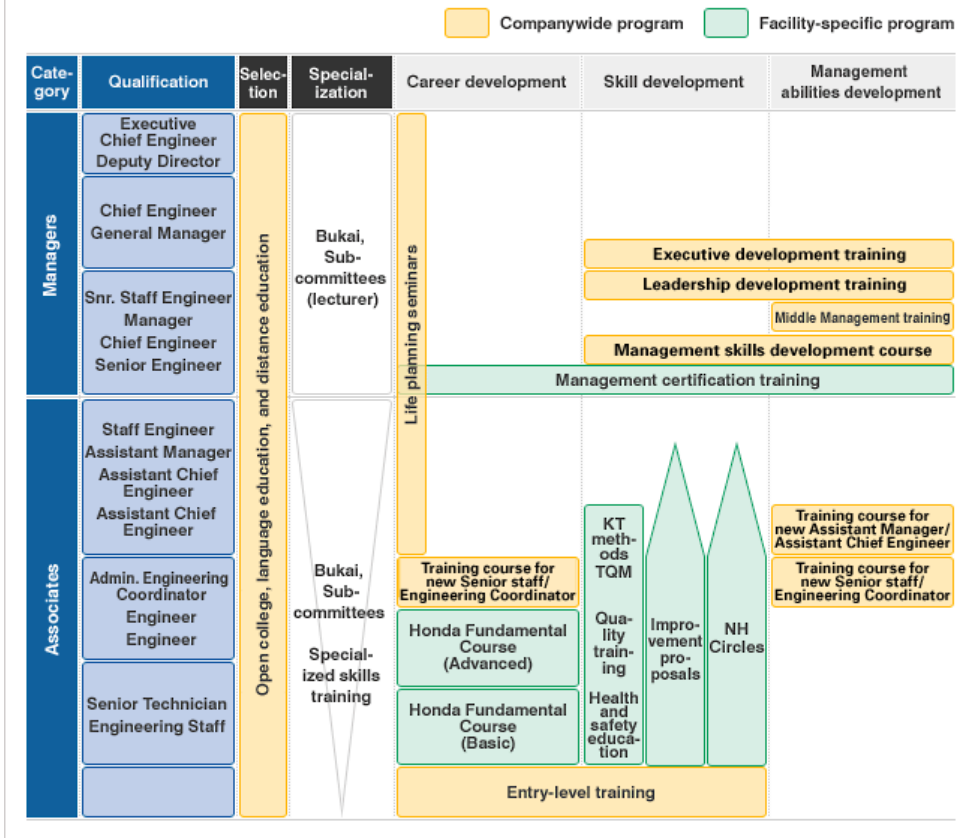 Companywide program
Facility-specific program
Cate-
gory
Qualification
Selec-
tion
Special-
ization
Career development
Skill development
Management
abilities development
Managers
Executive
Chief Engineer
Deputy Director
Chief Engineer
General Manager
Snr. Staff Engineer
Manager
Chief Engineer
Senior Engineer
Associates
Staff Engineer
Assistant Manager
Assistant Chief
Engineer
Assistant Chief
Engineer
Admin. Engineering
Coordinator
Engineer
Engineer
Senior Technician
Engineering Staff
Open college, language education, and distance education
Bukai,
Sub-
committees
(lecturer)
Bukai,
Sub-
committees
Special-
ized skills
training
Life planning seminars
Executive development training
Leadership development training
Middle Management training
Management skills development course
Management certification training
Training course for
new Senior staff/
Engineering Coordinator
Honda Fundamental
Course
(Advanced)
Honda Fundamental
Course
(Basic)
KT
meth-
ods
TQM
Qua-
lity
train-
ing
Health
and
safety
educa-
tion
Impro-
vement
pro-
posals
NH
Circles
Training course for
new Assistant Manager/
Assistant Chief Engineer
Training course for
new Senior staff/
Engineering Coordinator
Entry-level training